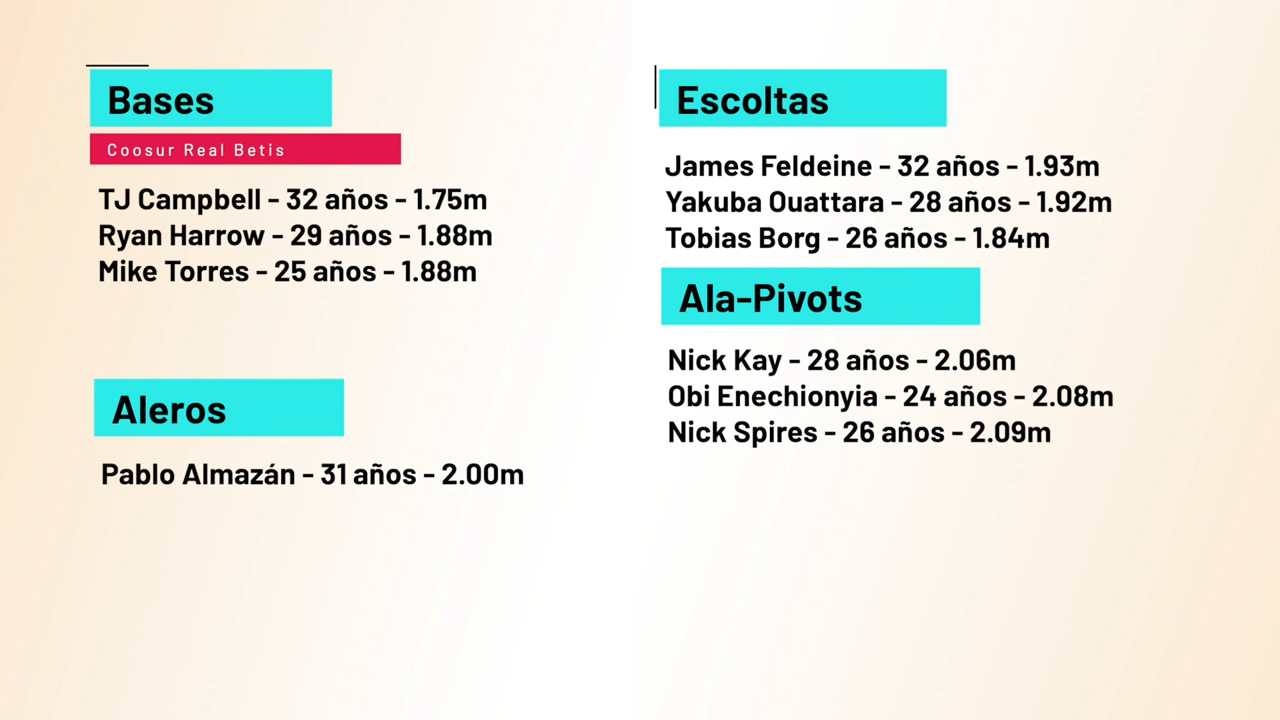 Bases
Coosur Real Betis
TJ Campbell - 32 años - 1.75m
Ryan Harrow - 29 años - 1.88m
Mike Torres - 25 años - 1.88m
Aleros
Pablo Almazán - 31 años - 2.00m
Escoltas
James Feldeine - 32 años - 1.93m
Yakuba Ouattara - 28 años - 1.92m
Tobias Borg - 26 años - 1.84m
Ala-Pivots
Nick Kay - 28 años - 2.06m
Obi Enechionyia - 24 años - 2.08m
Nick Spires - 26 años - 2.09m